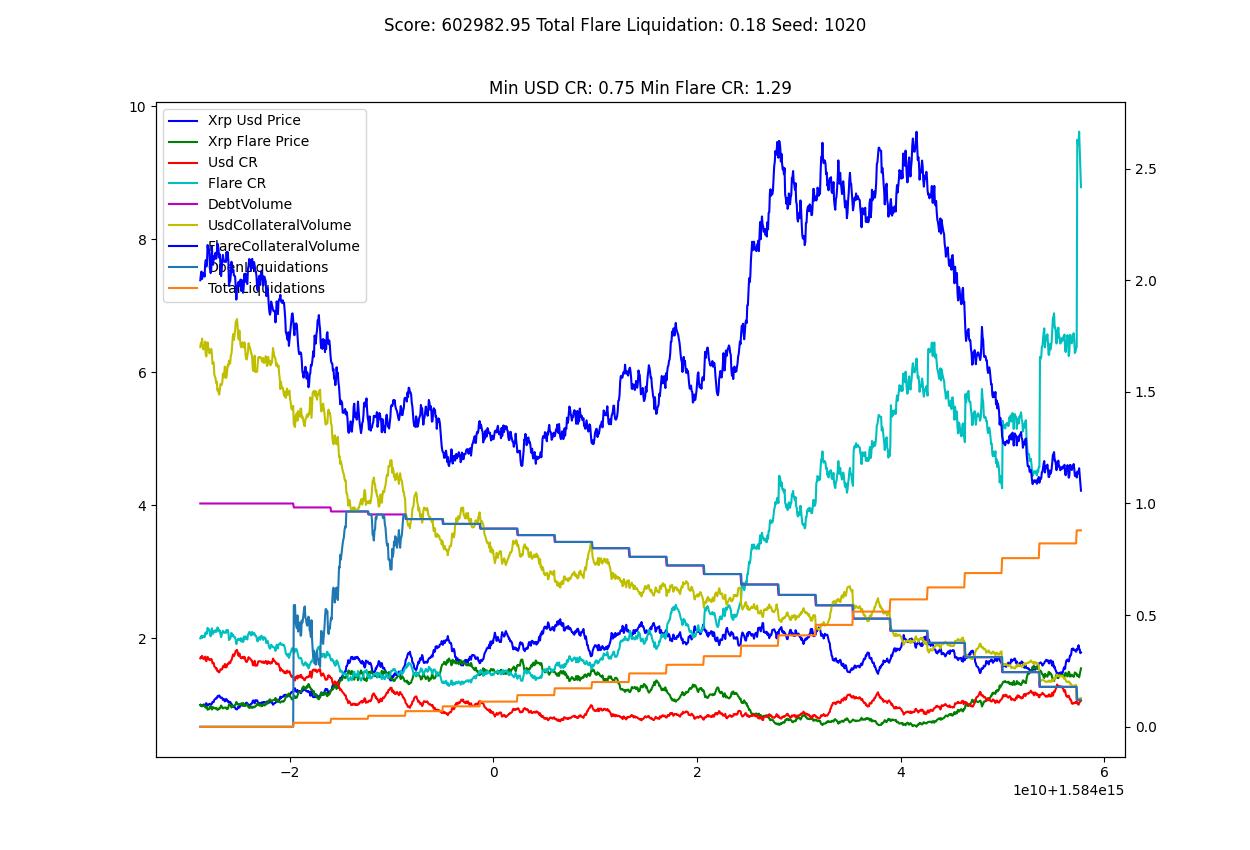 Score: 602982.95 Total Flare Liquidation: 0.18 Seed: 1020
Min USD CR: 0.75 Min Flare CR: 1.29
Xrp Usd Price
Xrp Flare Price
Usd CR
Flare CR
DebtVolume
UsdCollateralVolume
FlareCollateralVolume
OpenLiquidations
TotalLiquidations
10
8
6
4
2
2.5
2.0
1.5
1.0
0.5
0.0
−2
0
2
4
6
1e10+1.584e15